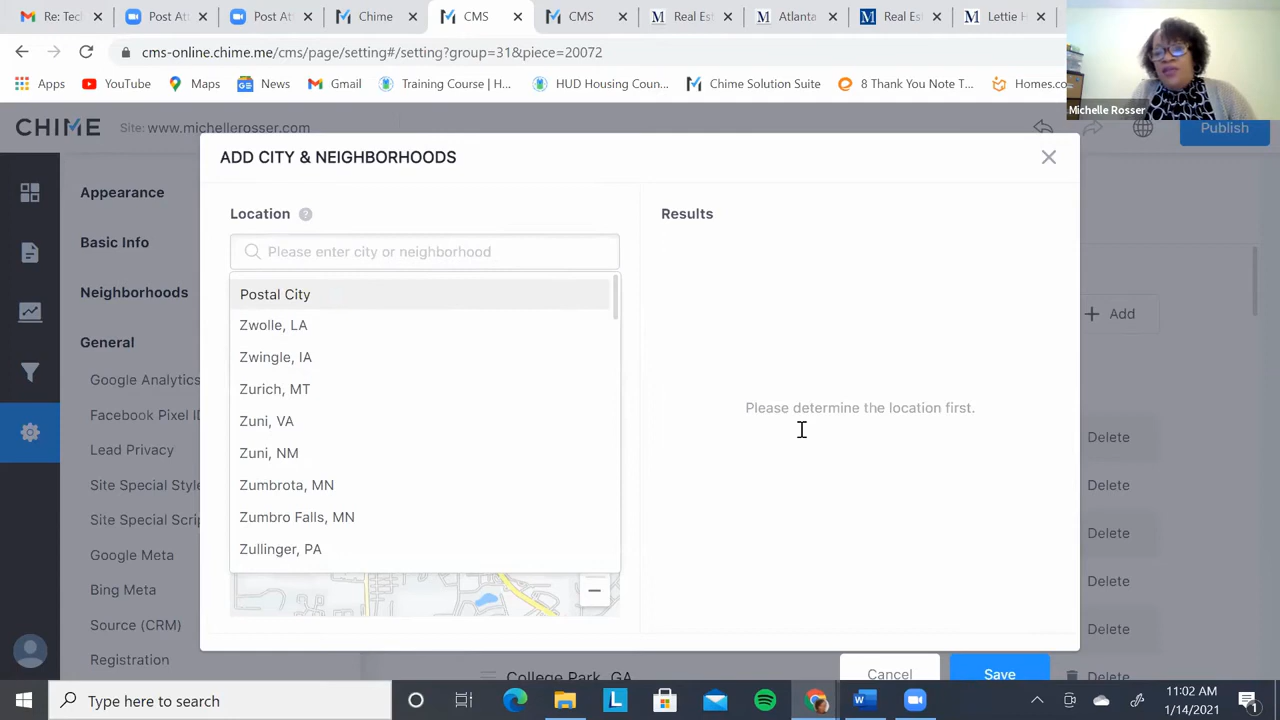 Re: Tech
Post Att
Post Att
Chime
CMS
CMS
Real Es
Atlanta
Real Es
Lettie H
cms-online.chime.me/cms/page/setting#/setting?group=31&piece=20072
Apps
YouTube
Maps
News
Gmail
Training Course | H...
HUD Housing Coun...
Chime Solution Suite
8 Thank You Note T...
Homes.co
Michelle Rosser
CHIME
Site: www.michellerosser.com
Publish
ADD CITY & NEIGHBORHOODS
Appearance
Basic Info
Neighborhoods
General
Google Analytics
Facebook Pixel ID
Lead Privacy
Site Special Style
Site Special Scri
Google Meta
Bing Meta
Source (CRM)
Registration
Location ?
Please enter city or neighborhood
Postal City
Zwolle, LA
Zwingle, IA
Zurich, MT
Zuni, VA
Zuni, NM
Zumbrota, MN
Zumbro Falls, MN
Zullinger, PA
Results
Please determine the location first.
+ Add
Delete
Delete
Delete
Delete
Delete
College Park, GA
Delete
Cancel
Save
Type here to search
11:02 AM
1/14/2021
1